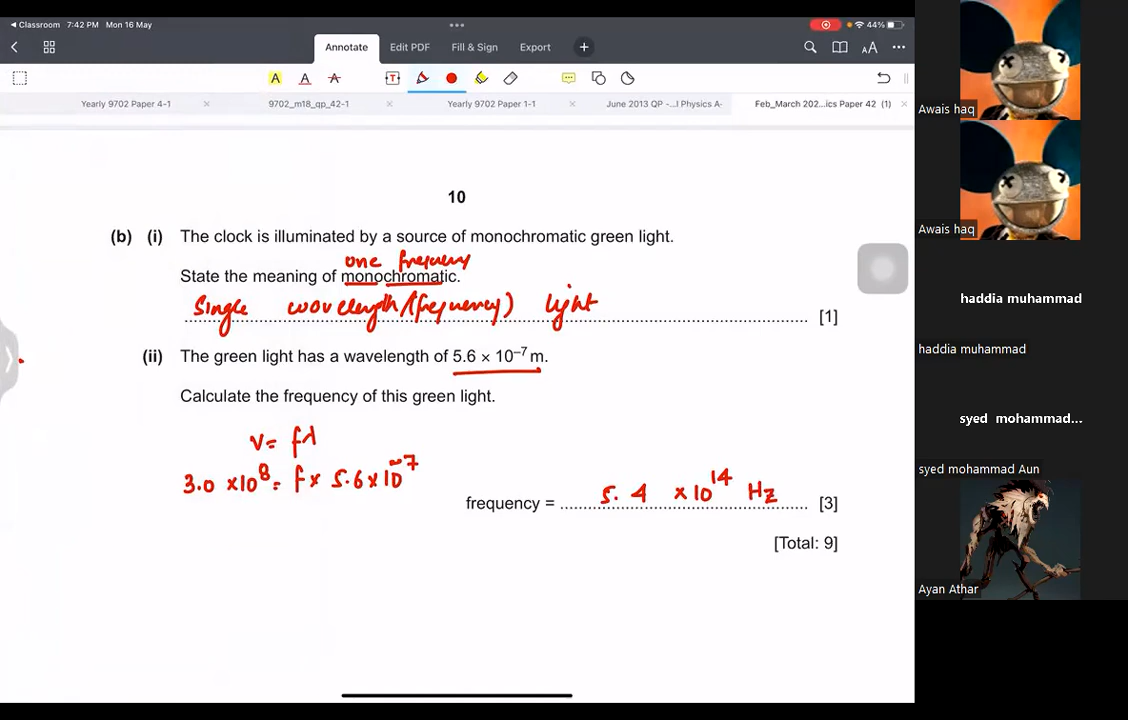 Classroom 7:42 PM Mon 16 May
44%
Annotate Edit PDF Fill & Sign Export
Yearly 9702 Paper 4-1 9702_m18_qp_42-1 Yearly 9702 Paper 1-1 June 2013 QP -...l Physics A- Feb_March 202...ics Paper 42 (1)
10
(b) (i) The clock is illuminated by a source of monochromatic green light.
one frequency
State the meaning of monochromatic.
Single wavelength/(frequency) light [1]
(ii) The green light has a wavelength of 5.6 × 10⁻⁷ m.
Calculate the frequency of this green light.
v= fλ
3.0 ×10⁸ = f× 5.6×10⁻⁷
frequency = 5.4 ×10¹⁴ Hz [3]
[Total: 9]
Awais haq
Awais haq
haddia muhammad
haddia muhammad
syed mohammad...
syed mohammad Aun
Ayan Athar